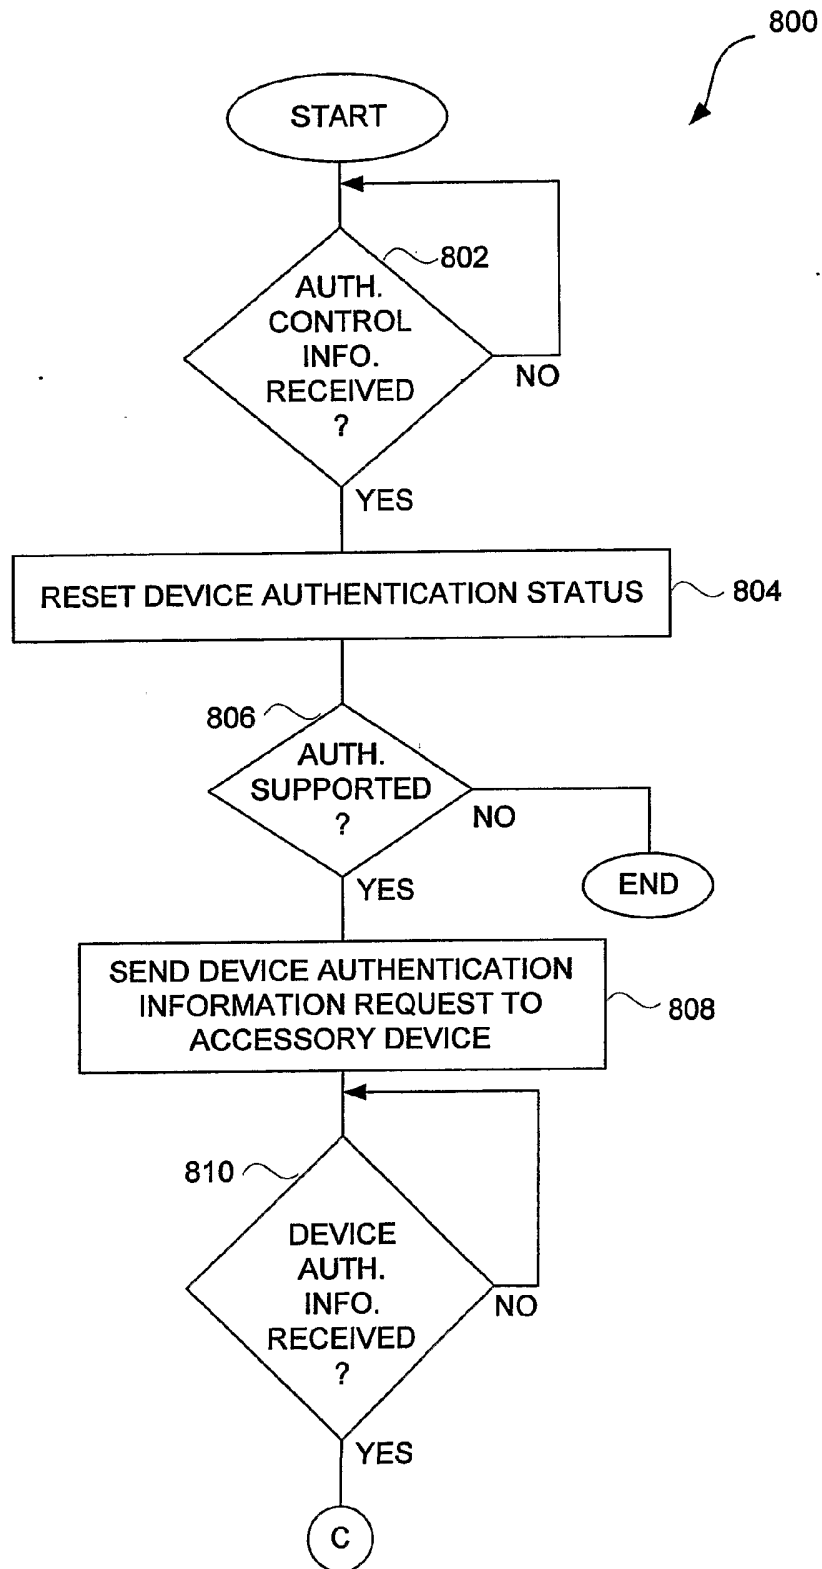 800
START
802
AUTH.
CONTROL
INFO.
RECEIVED
?
NO
YES
RESET DEVICE AUTHENTICATION STATUS
804
806
AUTH.
SUPPORTED
?
NO
END
YES
SEND DEVICE AUTHENTICATION
INFORMATION REQUEST TO
ACCESSORY DEVICE
808
810
DEVICE
AUTH.
INFO.
RECEIVED
?
NO
YES
C